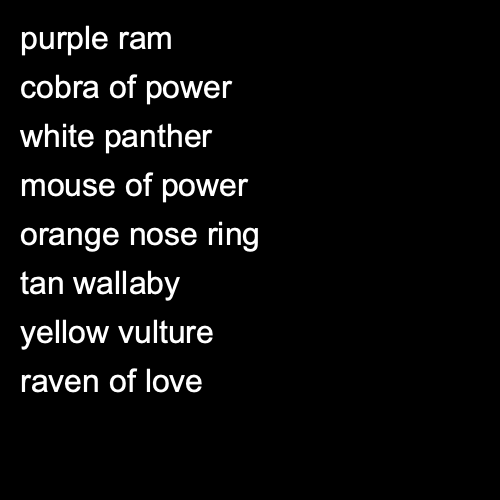 purple ram
cobra of power
white panther
mouse of power
orange nose ring
tan wallaby
yellow vulture
raven of love